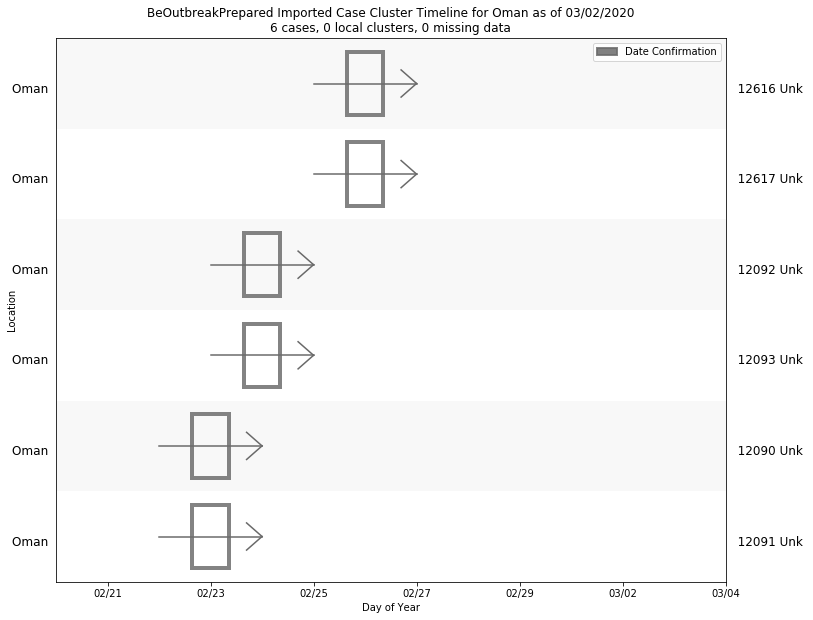 BeOutbreakPrepared Imported Case Cluster Timeline for Oman as of 03/02/2020
6 cases, 0 local clusters, 0 missing data
Date Confirmation
Oman 12616 Unk
Oman 12617 Unk
Oman 12092 Unk
Location
Oman 12093 Unk
Oman 12090 Unk
Oman 12091 Unk
02/21 02/23 02/25 02/27 02/29 03/02 03/04
Day of Year